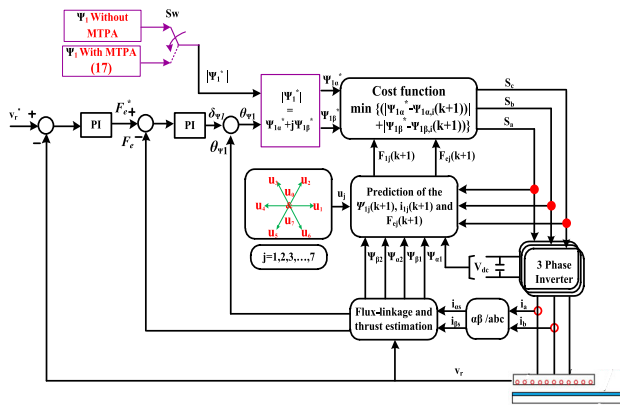 Ψ1 Without
MTPA
Sw
Ψ1 With MTPA
(17)
|Ψ1*|
vr* +
−
PI
Fe* +
Fe −
PI
δΨ1
θΨ1*
θΨ1
|Ψ1*|
=
Ψ1α*+jΨ1β*
Ψ1α*
Ψ1β*
Cost function
min {(|Ψ1α*-Ψ1α,i(k+1))|
+|Ψ1β*-Ψ1β,i(k+1))}
Sc
Sb
Sa
F1j(k+1)
Fej(k+1)
u3
u2
u4
u1
u7
u5
u6
uj
j=1,2,3,...,7
Prediction of the
Ψ1j(k+1), i1j(k+1) and
Fej(k+1)
Ψβ2
Ψα2
Ψβ1
Ψα1
Vdc
3 Phase
Inverter
Flux-linkage and
thrust estimation
iαs
iβs
αβ /abc
ia
ib
vr